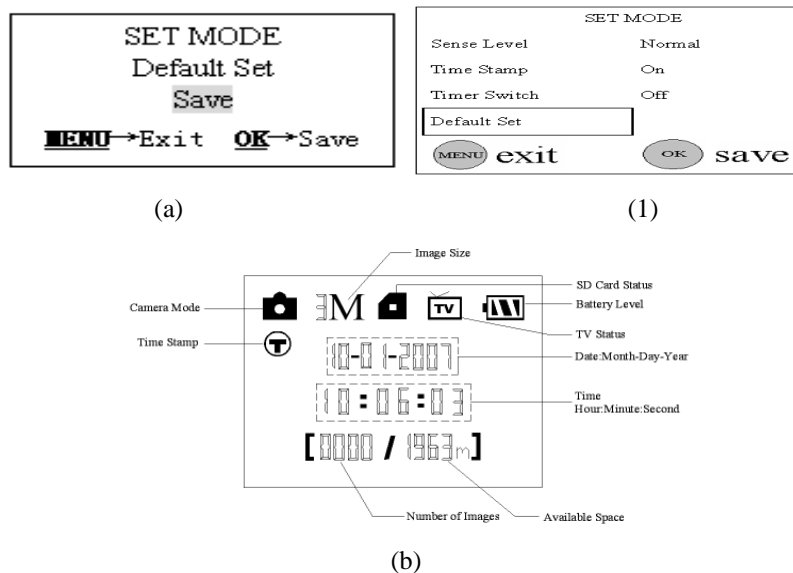 SET MODE
Default Set
Save
MENU→Exit OK→Save
(a)
SET MODE
Sense Level Normal
Time Stamp On
Timer Switch Off
Default Set
MENU exit OK save
(1)
Image Size
SD Card Status
Camera Mode
3M
TV
Battery Level
TV Status
Time Stamp
T
10-01-2007
Date:Month-Day-Year
10:06:03
Time
Hour:Minute:Second
[0000 / 1963m]
Number of Images
Available Space
(b)